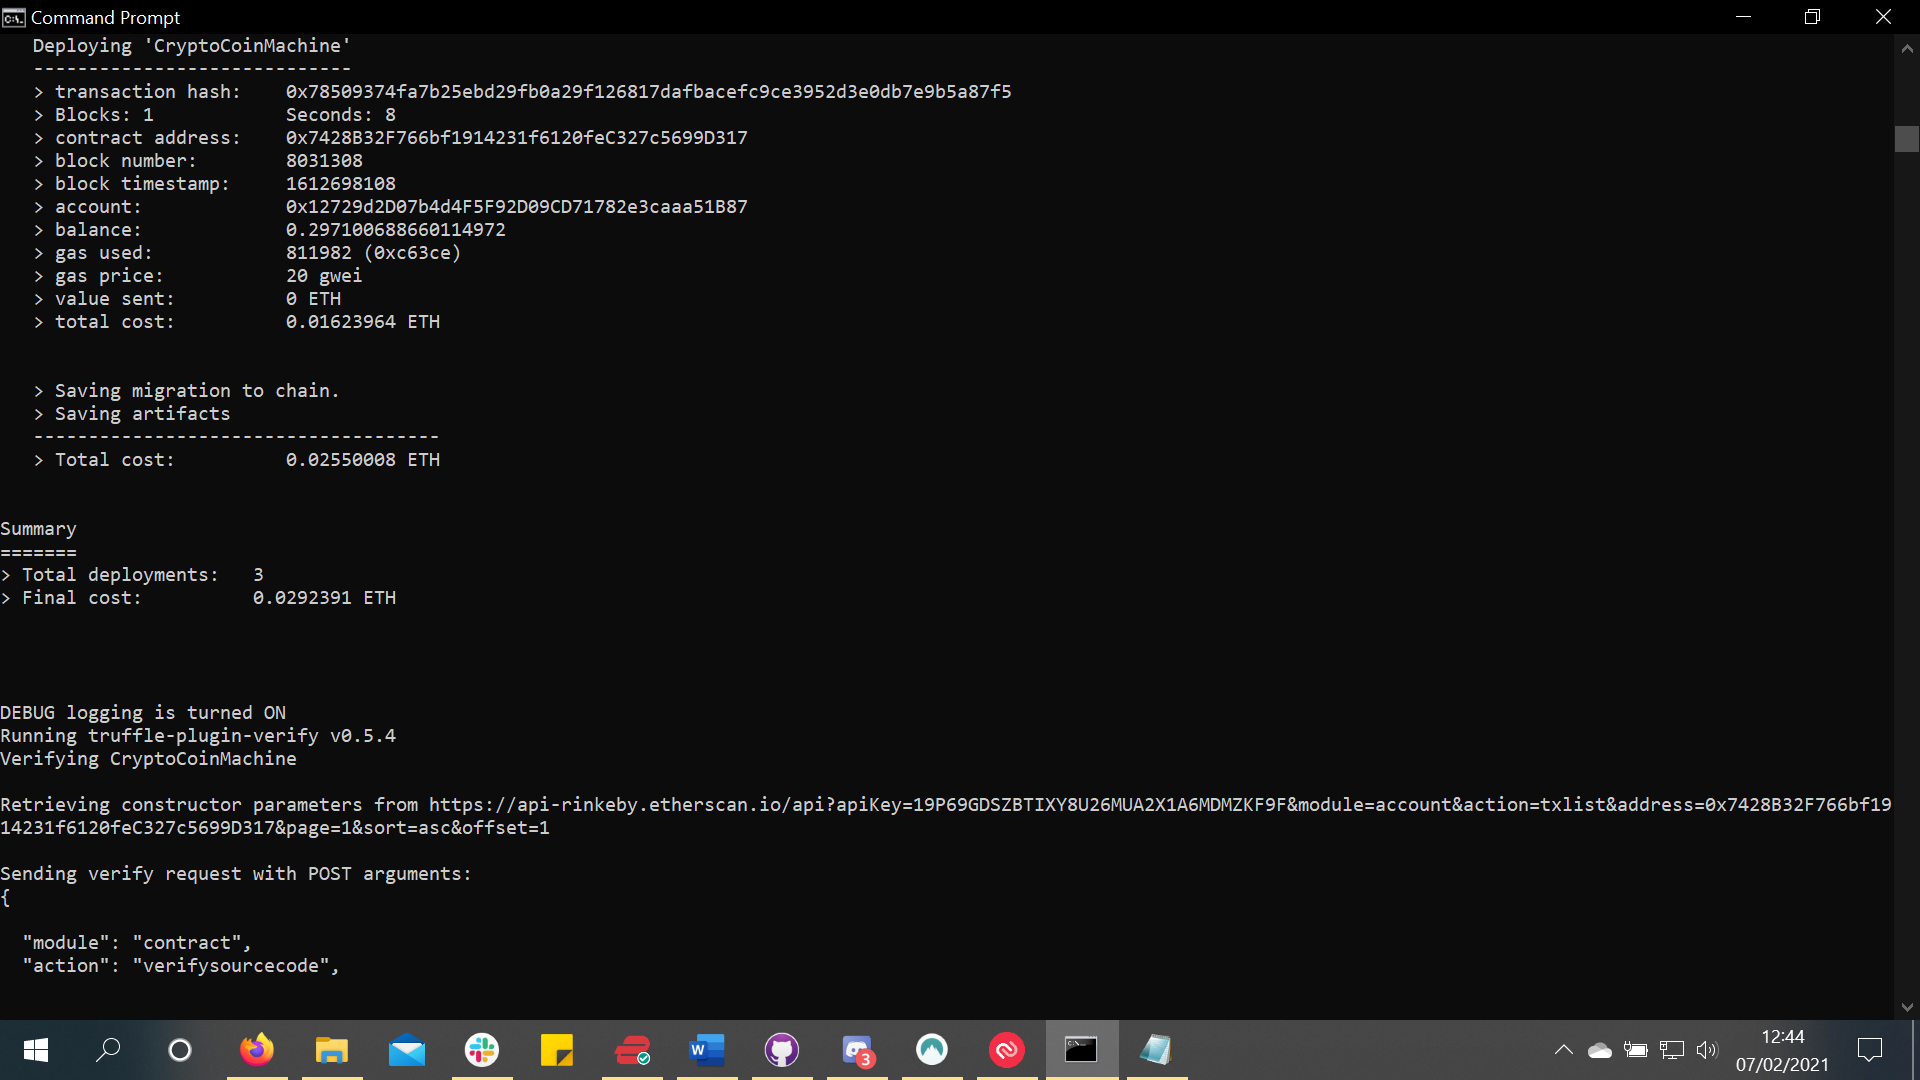 Command Prompt
Deploying 'CryptoCoinMachine'
-----------------------------
> transaction hash:    0x78509374fa7b25ebd29fb0a29f126817dafbacefc9ce3952d3e0db7e9b5a87f5
> Blocks: 1            Seconds: 8
> contract address:    0x7428B32F766bf1914231f6120feC327c5699D317
> block number:        8031308
> block timestamp:     1612698108
> account:             0x12729d2D07b4d4F5F92D09CD71782e3caaa51B87
> balance:             0.297100688660114972
> gas used:            811982 (0xc63ce)
> gas price:           20 gwei
> value sent:          0 ETH
> total cost:          0.01623964 ETH
> Saving migration to chain.
> Saving artifacts
-------------------------------------
> Total cost:          0.02550008 ETH
Summary
=======
> Total deployments:   3
> Final cost:          0.0292391 ETH
DEBUG logging is turned ON
Running truffle-plugin-verify v0.5.4
Verifying CryptoCoinMachine
Retrieving constructor parameters from https://api-rinkeby.etherscan.io/api?apiKey=19P69GDSZBTIXY8U26MUA2X1A6MDMZKF9F&module=account&action=txlist&address=0x7428B32F766bf19
14231f6120feC327c5699D317&page=1&sort=asc&offset=1
Sending verify request with POST arguments:
{
"module": "contract",
"action": "verifysourcecode",
W
3
12:44
07/02/2021